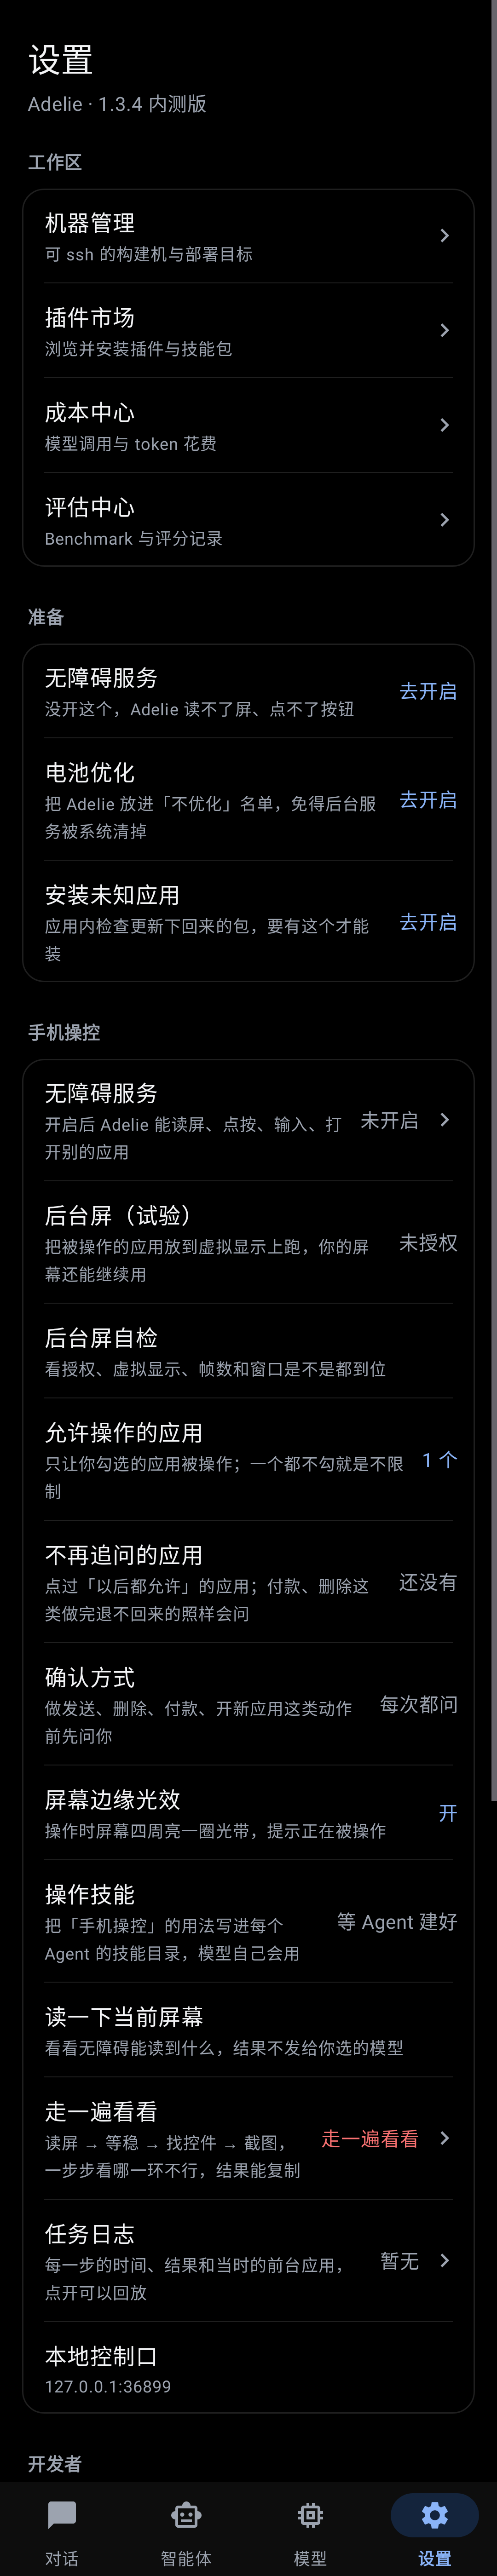 设置
Adelie · 1.3.4 内测版
工作区
机器管理
可 ssh 的构建机与部署目标
插件市场
浏览并安装插件与技能包
成本中心
模型调用与 token 花费
评估中心
Benchmark 与评分记录
准备
无障碍服务
没开这个，Adelie 读不了屏、点不了按钮
去开启
电池优化
把 Adelie 放进「不优化」名单，免得后台服
务被系统清掉
去开启
安装未知应用
应用内检查更新下回来的包，要有这个才能
装
去开启
手机操控
无障碍服务
开启后 Adelie 能读屏、点按、输入、打
开别的应用
未开启
后台屏（试验）
把被操作的应用放到虚拟显示上跑，你的屏
幕还能继续用
未授权
后台屏自检
看授权、虚拟显示、帧数和窗口是不是都到位
允许操作的应用
只让你勾选的应用被操作；一个都不勾就是不限
制
1 个
不再追问的应用
点过「以后都允许」的应用；付款、删除这
类做完退不回来的照样会问
还没有
确认方式
做发送、删除、付款、开新应用这类动作
前先问你
每次都问
屏幕边缘光效
操作时屏幕四周亮一圈光带，提示正在被操作
开
操作技能
把「手机操控」的用法写进每个
Agent 的技能目录，模型自己会用
等 Agent 建好
读一下当前屏幕
看看无障碍能读到什么，结果不发给你选的模型
走一遍看看
读屏 → 等稳 → 找控件 → 截图，
一步步看哪一环不行，结果能复制
走一遍看看
任务日志
每一步的时间、结果和当时的前台应用，
点开可以回放
暂无
本地控制口
127.0.0.1:36899
开发者
对话
智能体
模型
设置